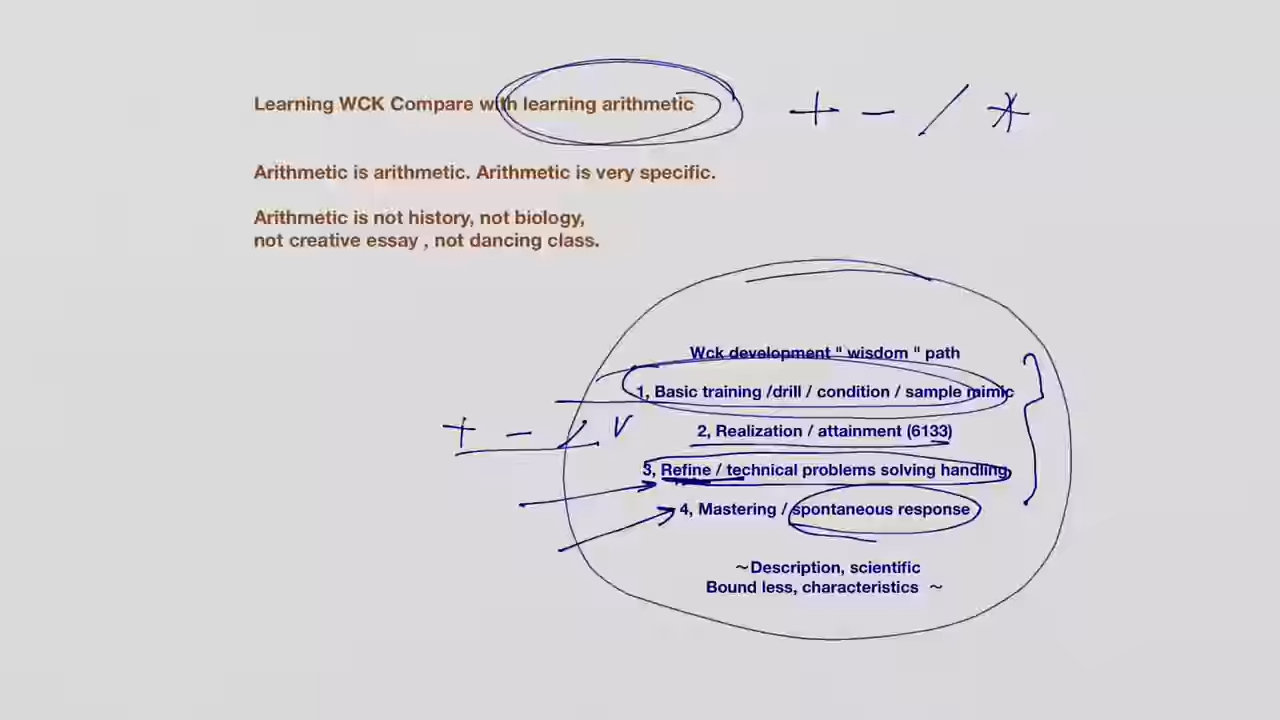 Learning WCK Compare with learning arithmetic
+ - / *
Arithmetic is arithmetic. Arithmetic is very specific.
Arithmetic is not history, not biology,
not creative essay , not dancing class.
Wck development " wisdom " path
1, Basic training /drill / condition / sample mimic
2, Realization / attainment (6133)
+ -
3, Refine / technical problems solving handling
4, Mastering / spontaneous response
~Description, scientific
Bound less, characteristics ~